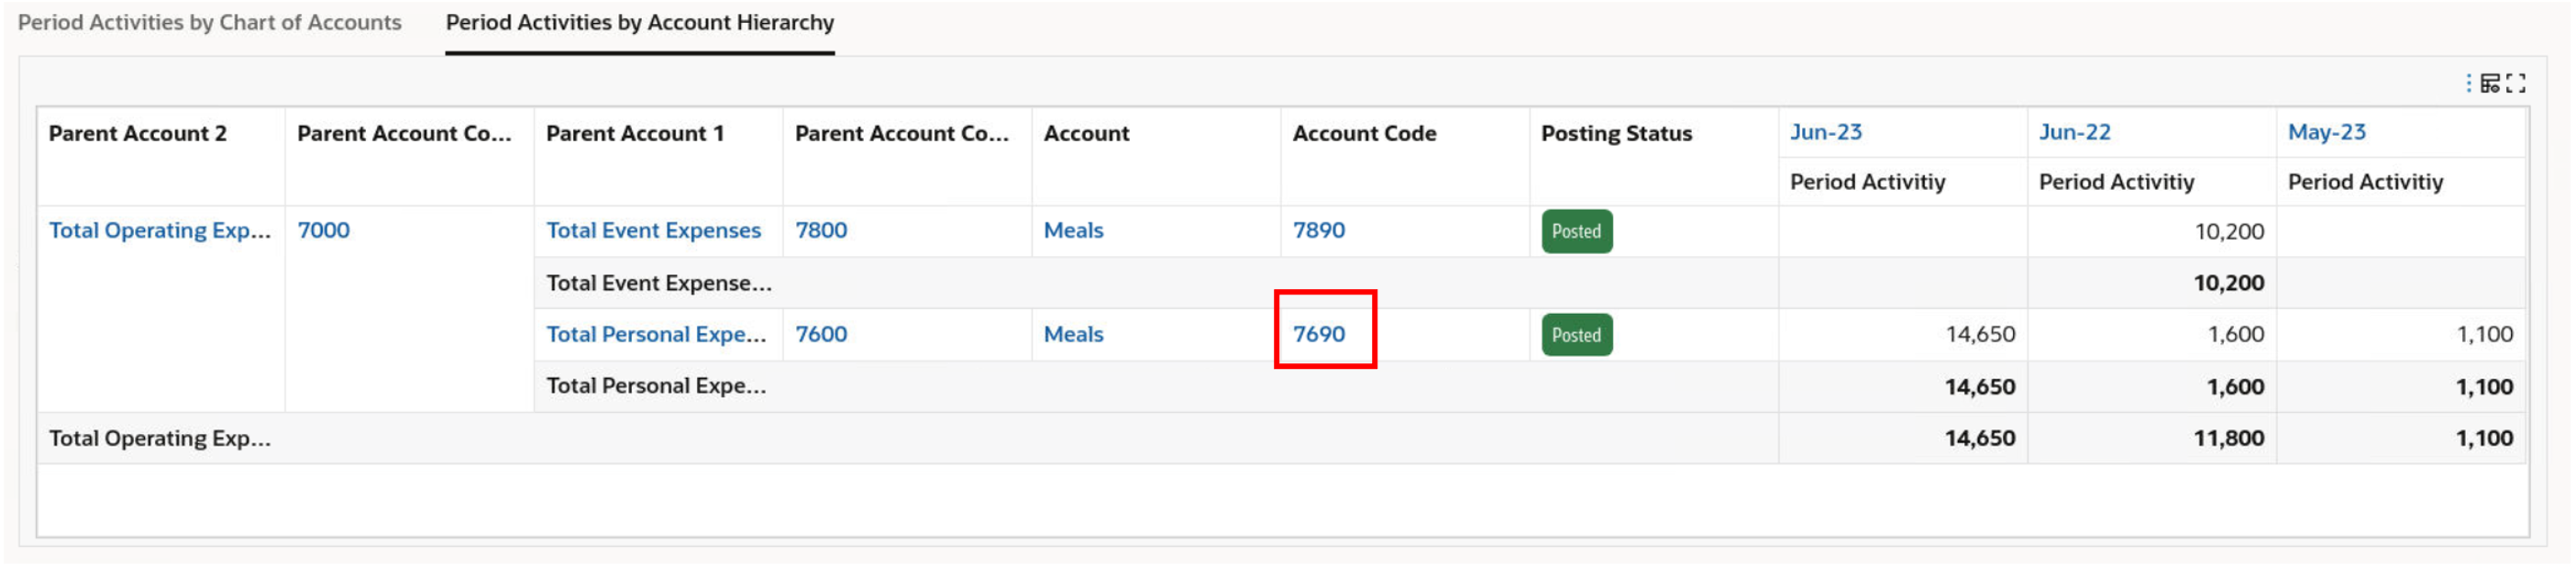 Period Activities by Chart of Accounts Period Activities by Account Hierarchy
Parent Account 2 Parent Account Co... Parent Account 1 Parent Account Co... Account Account Code Posting Status Jun-23 Jun-22 May-23
Period Activitiy Period Activitiy Period Activitiy
Total Operating Exp... 7000 Total Event Expenses 7800 Meals 7890 Posted 10,200
Total Event Expense... 10,200
Total Personal Expe... 7600 Meals 7690 Posted 14,650 1,600 1,100
Total Personal Expe... 14,650 1,600 1,100
Total Operating Exp... 14,650 11,800 1,100